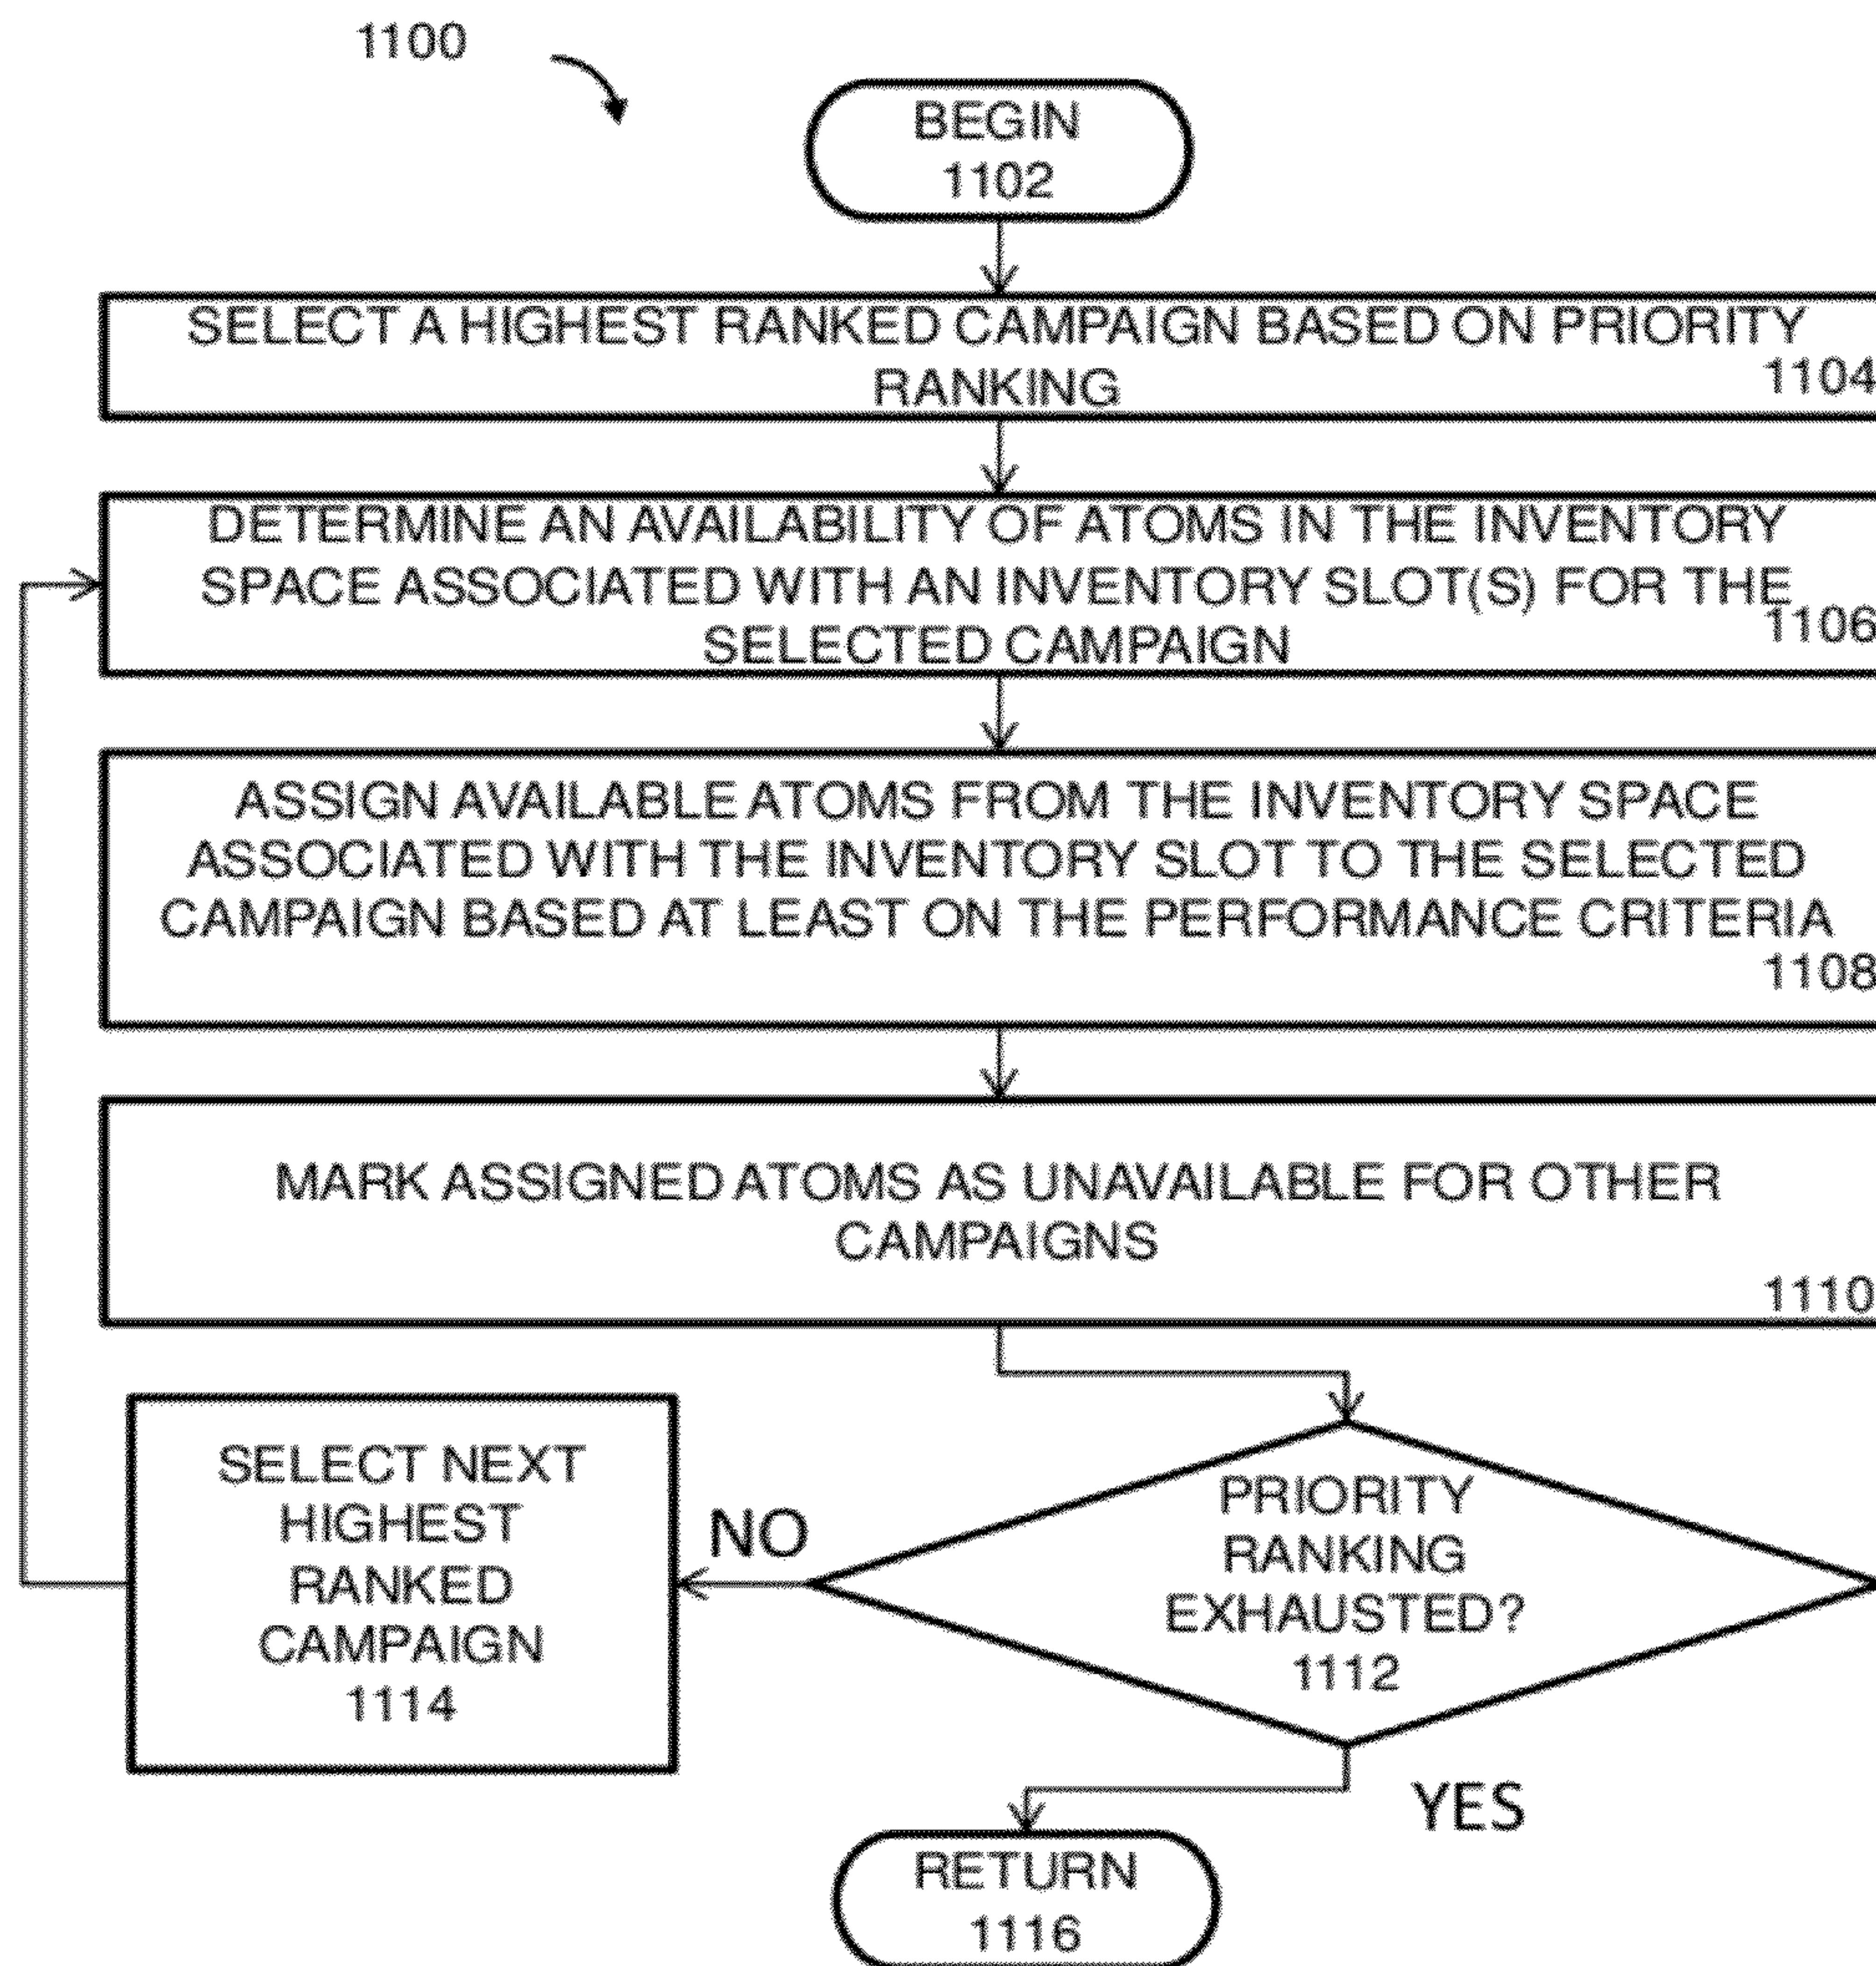 1100
BEGIN
1102
SELECT A HIGHEST RANKED CAMPAIGN BASED ON PRIORITY
RANKING
1104
DETERMINE AN AVAILABILITY OF ATOMS IN THE INVENTORY
SPACE ASSOCIATED WITH AN INVENTORY SLOT(S) FOR THE
SELECTED CAMPAIGN
1106
ASSIGN AVAILABLE ATOMS FROM THE INVENTORY SPACE
ASSOCIATED WITH THE INVENTORY SLOT TO THE SELECTED
CAMPAIGN BASED AT LEAST ON THE PERFORMANCE CRITERIA
1108
MARK ASSIGNED ATOMS AS UNAVAILABLE FOR OTHER
CAMPAIGNS
1110
PRIORITY
RANKING
EXHAUSTED?
1112
NO
SELECT NEXT
HIGHEST
RANKED
CAMPAIGN
1114
YES
RETURN
1116